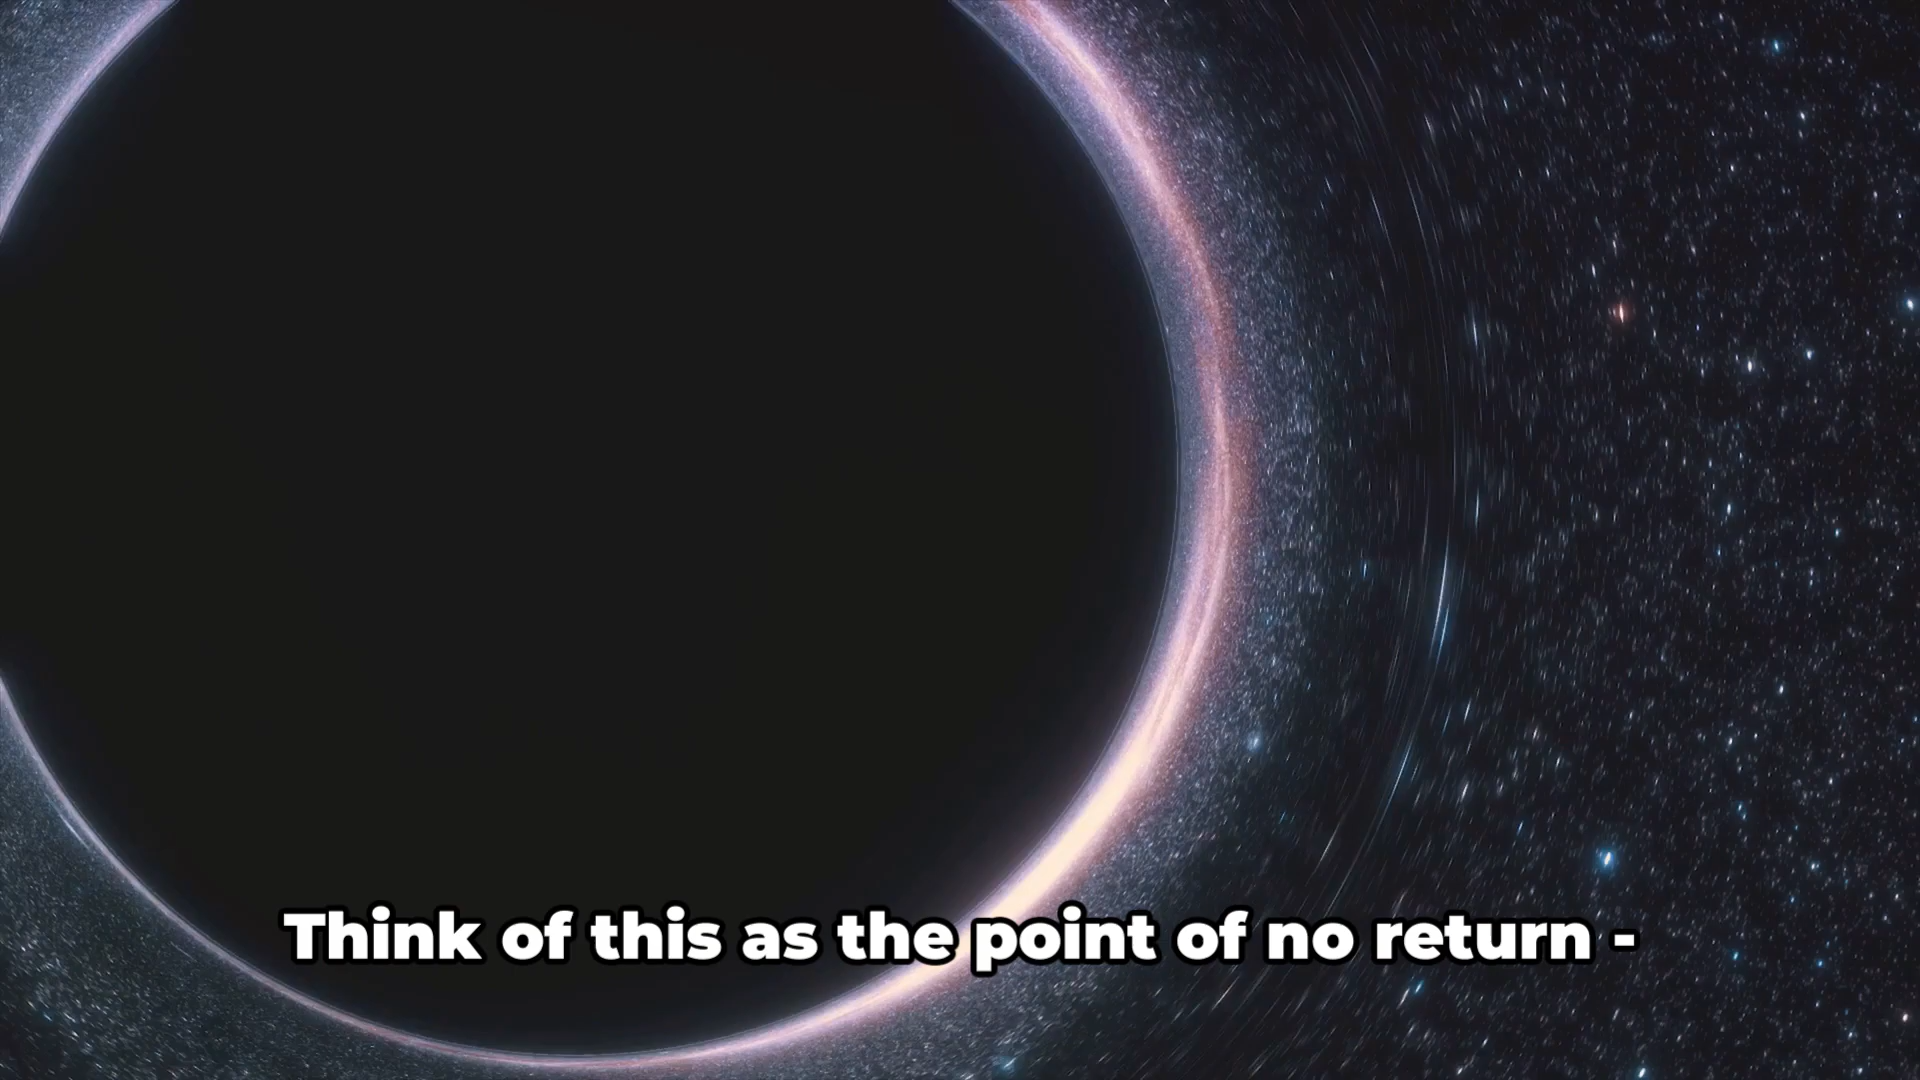 Think of this as the point of no return -